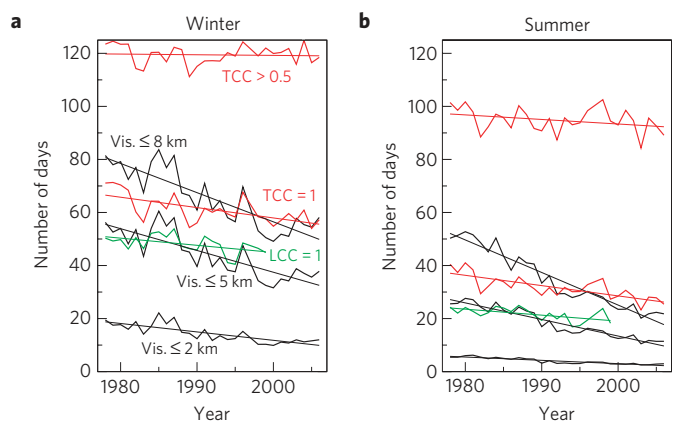 a
Winter
Number of days
120
100
80
60
40
20
0
TCC > 0.5
Vis. ≤ 8 km
TCC = 1
LCC = 1
Vis. ≤ 5 km
Vis. ≤ 2 km
1980
1990
2000
Year
b
Summer
Number of days
120
100
80
60
40
20
0
1980
1990
2000
Year